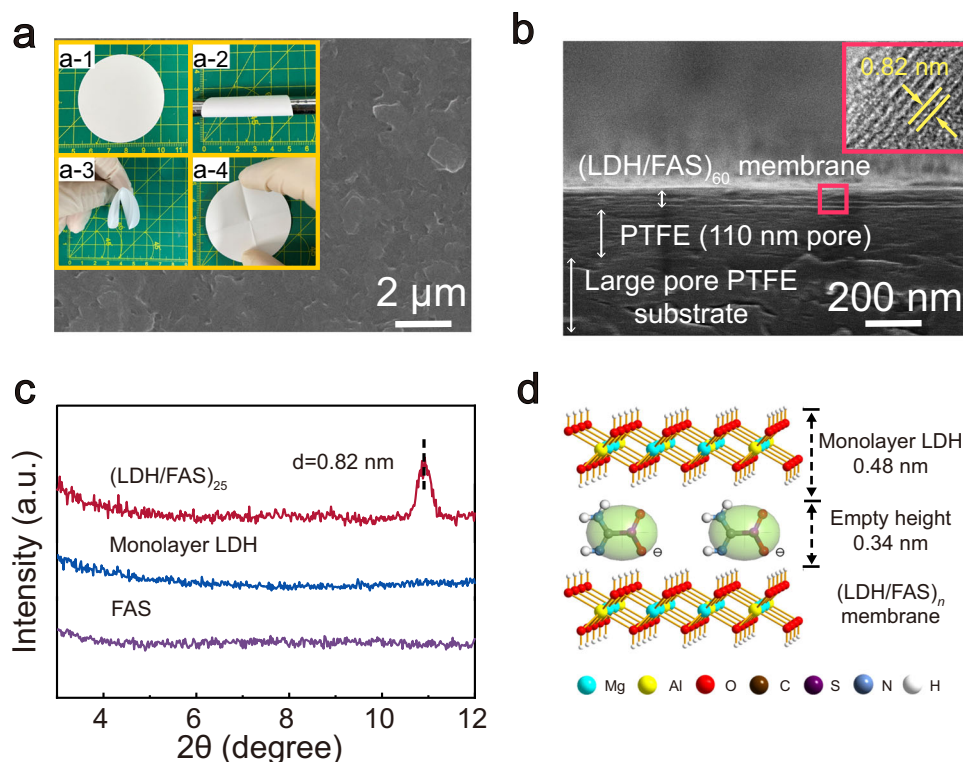 a
a-1
a-2
a-3
a-4
2 μm
b
0.82 nm
(LDH/FAS)60 membrane
PTFE (110 nm pore)
Large pore PTFE
substrate
200 nm
c
Intensity (a.u.)
d=0.82 nm
(LDH/FAS)25
Monolayer LDH
FAS
4 6 8 10 12
2θ (degree)
d
Monolayer LDH
0.48 nm
Empty height
0.34 nm
(LDH/FAS)n
membrane
⊖ ⊖
Mg Al O C S N H